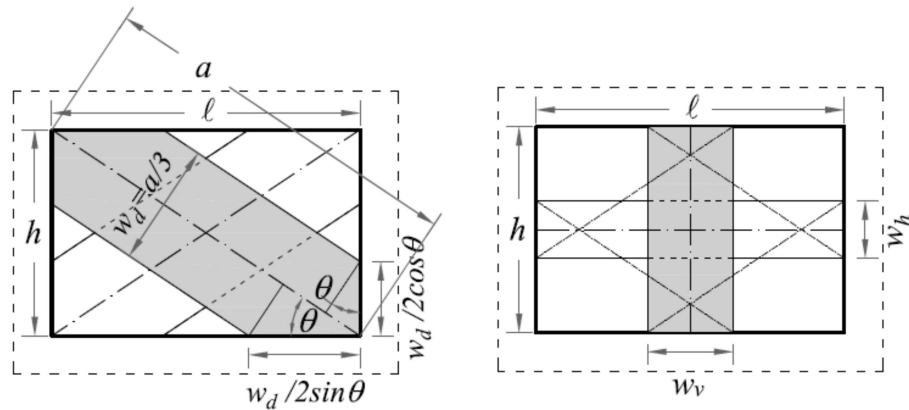 a
ℓ
h
w_d=a/3
θ
θ
w_d/2cosθ
w_d/2sinθ
ℓ
h
w_h
w_v